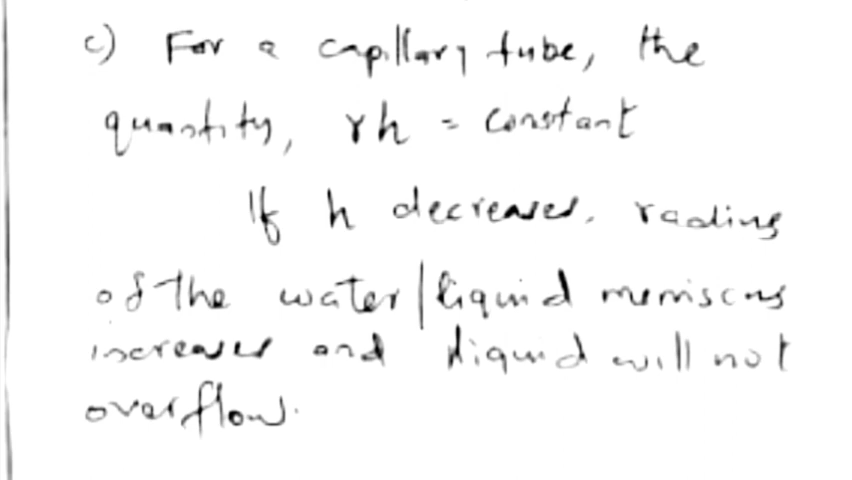 c) For a capillary tube, the
quantity, rh = constant
If h decreases, radius
of the water/liquid meniscus
increases and liquid will not
overflow.